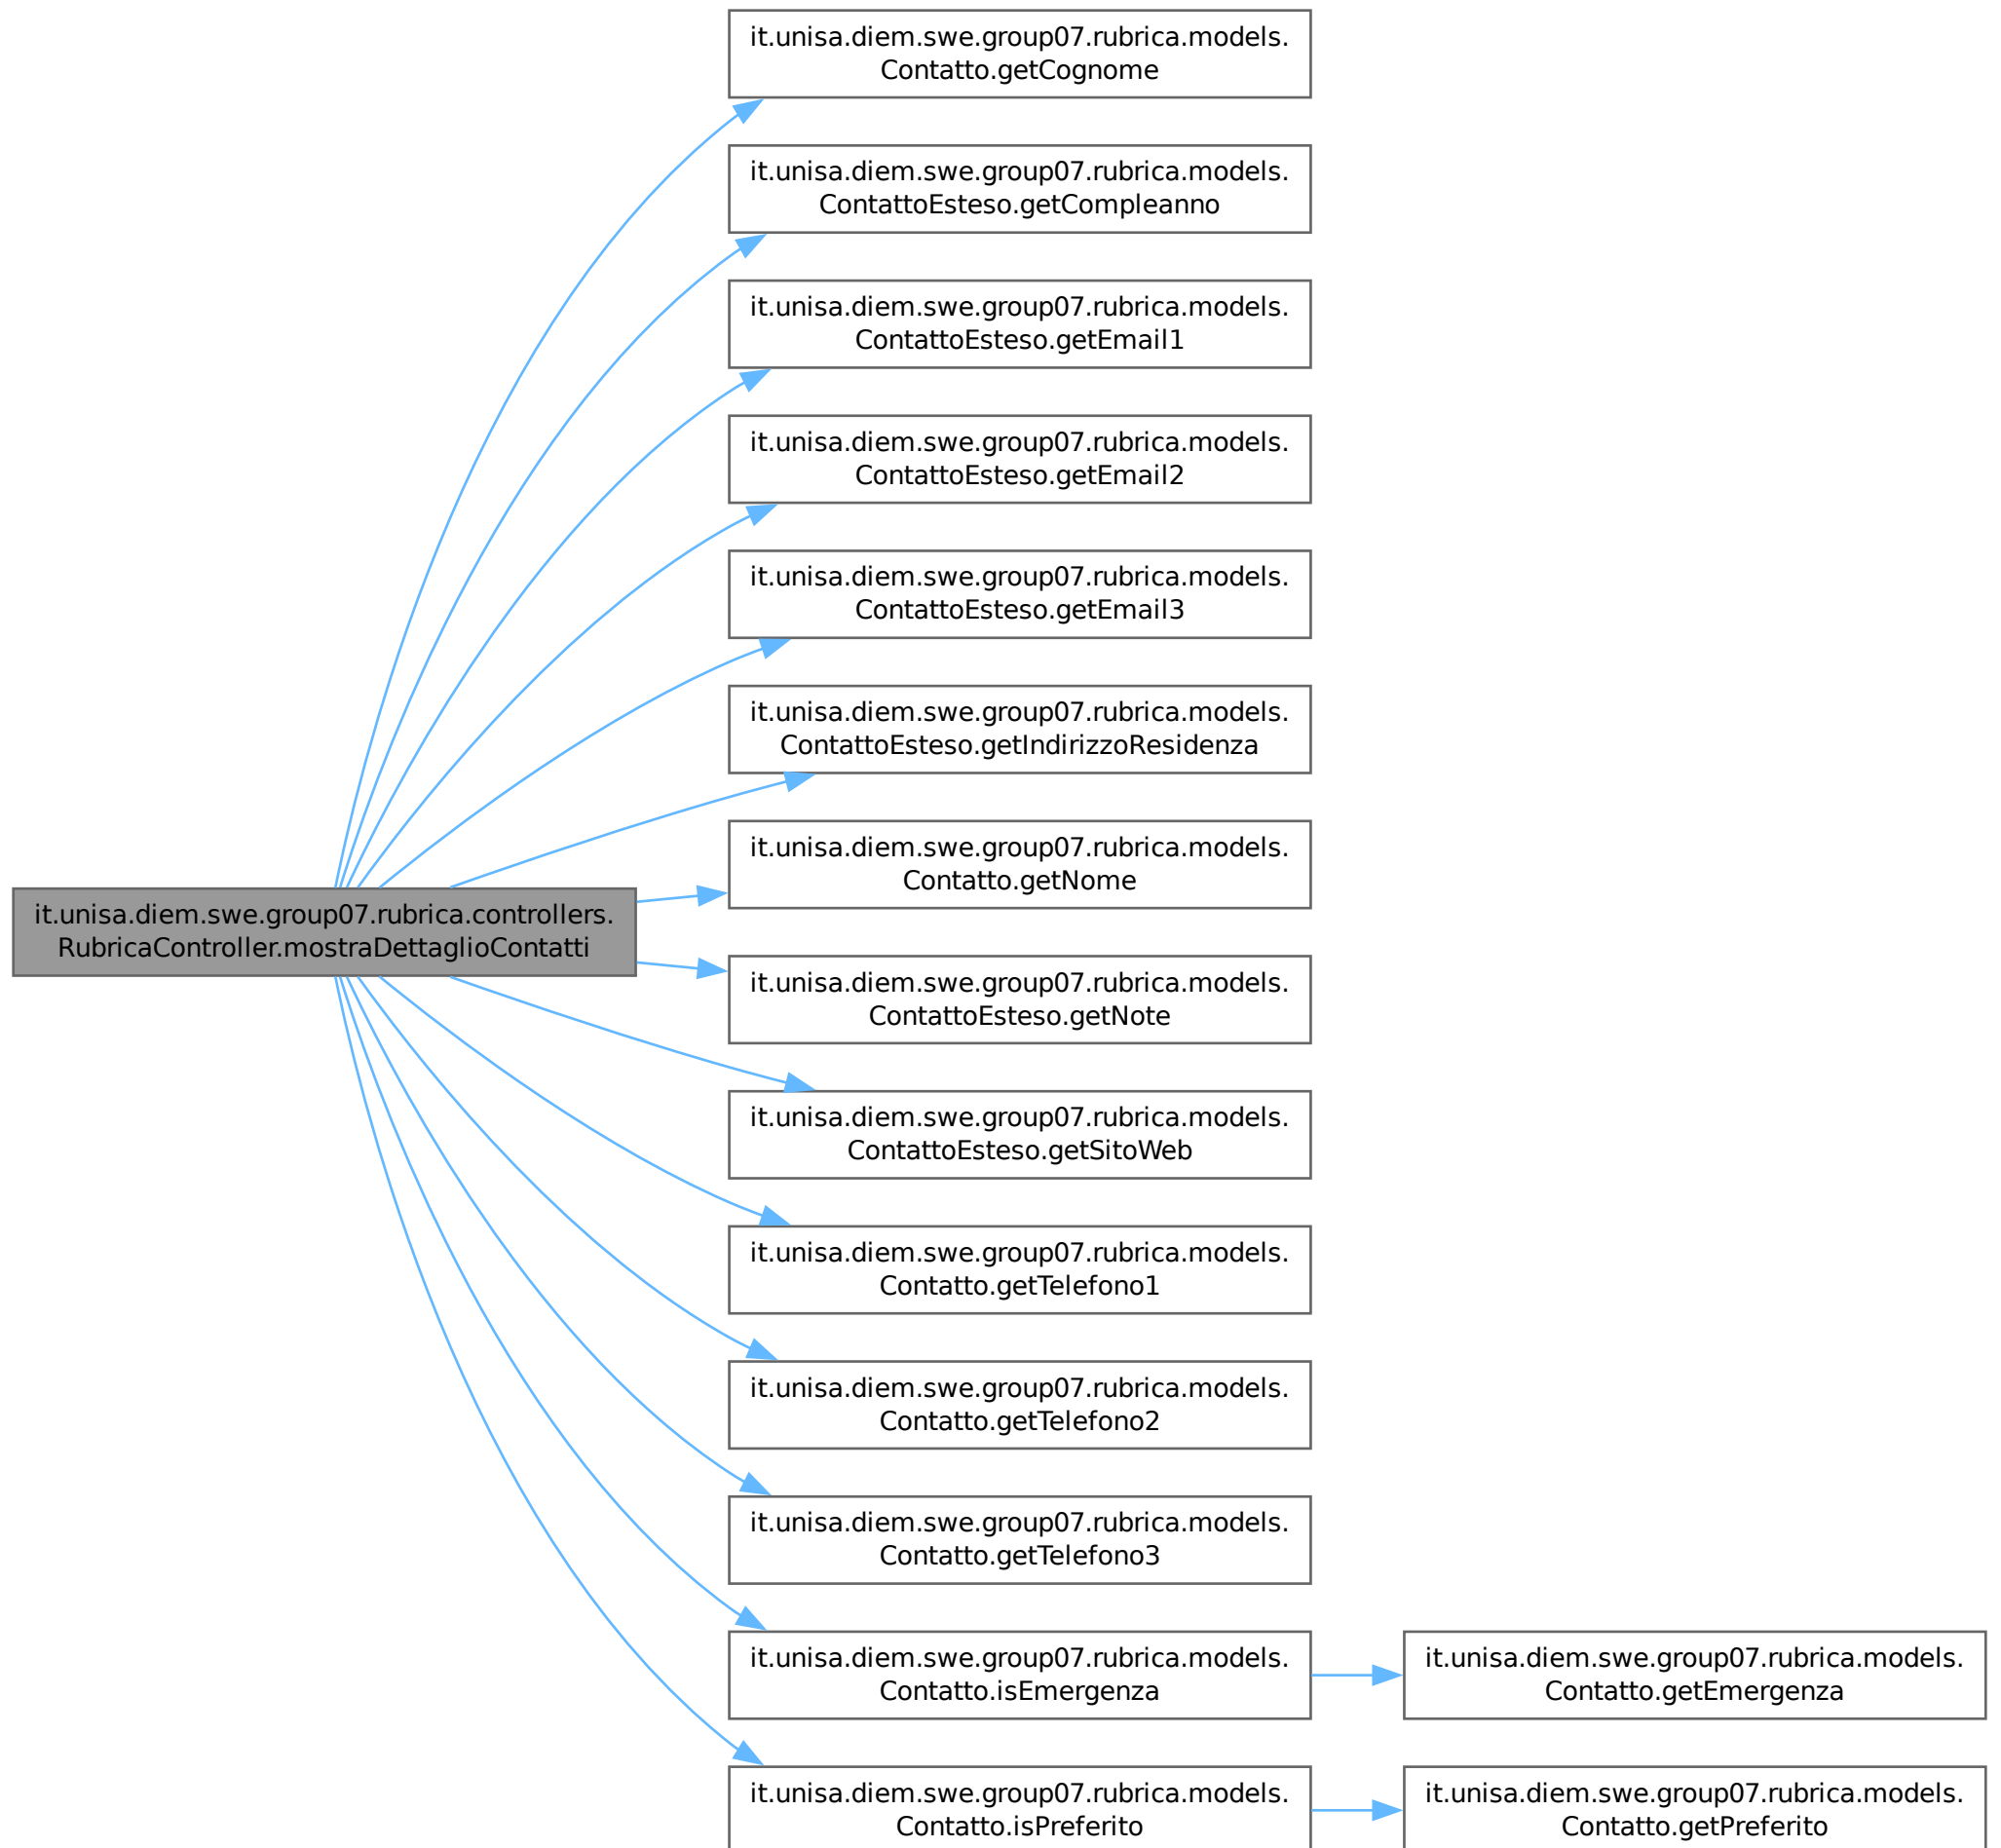 it.unisa.diem.swe.group07.rubrica.models.
Contatto.getCognome
it.unisa.diem.swe.group07.rubrica.models.
ContattoEsteso.getCompleanno
it.unisa.diem.swe.group07.rubrica.models.
ContattoEsteso.getEmail1
it.unisa.diem.swe.group07.rubrica.models.
ContattoEsteso.getEmail2
it.unisa.diem.swe.group07.rubrica.models.
ContattoEsteso.getEmail3
it.unisa.diem.swe.group07.rubrica.models.
ContattoEsteso.getIndirizzoResidenza
it.unisa.diem.swe.group07.rubrica.models.
Contatto.getNome
it.unisa.diem.swe.group07.rubrica.controllers.
RubricaController.mostraDettaglioContatti
it.unisa.diem.swe.group07.rubrica.models.
ContattoEsteso.getNote
it.unisa.diem.swe.group07.rubrica.models.
ContattoEsteso.getSitoWeb
it.unisa.diem.swe.group07.rubrica.models.
Contatto.getTelefono1
it.unisa.diem.swe.group07.rubrica.models.
Contatto.getTelefono2
it.unisa.diem.swe.group07.rubrica.models.
Contatto.getTelefono3
it.unisa.diem.swe.group07.rubrica.models.
Contatto.isEmergenza
it.unisa.diem.swe.group07.rubrica.models.
Contatto.getEmergenza
it.unisa.diem.swe.group07.rubrica.models.
Contatto.isPreferito
it.unisa.diem.swe.group07.rubrica.models.
Contatto.getPreferito